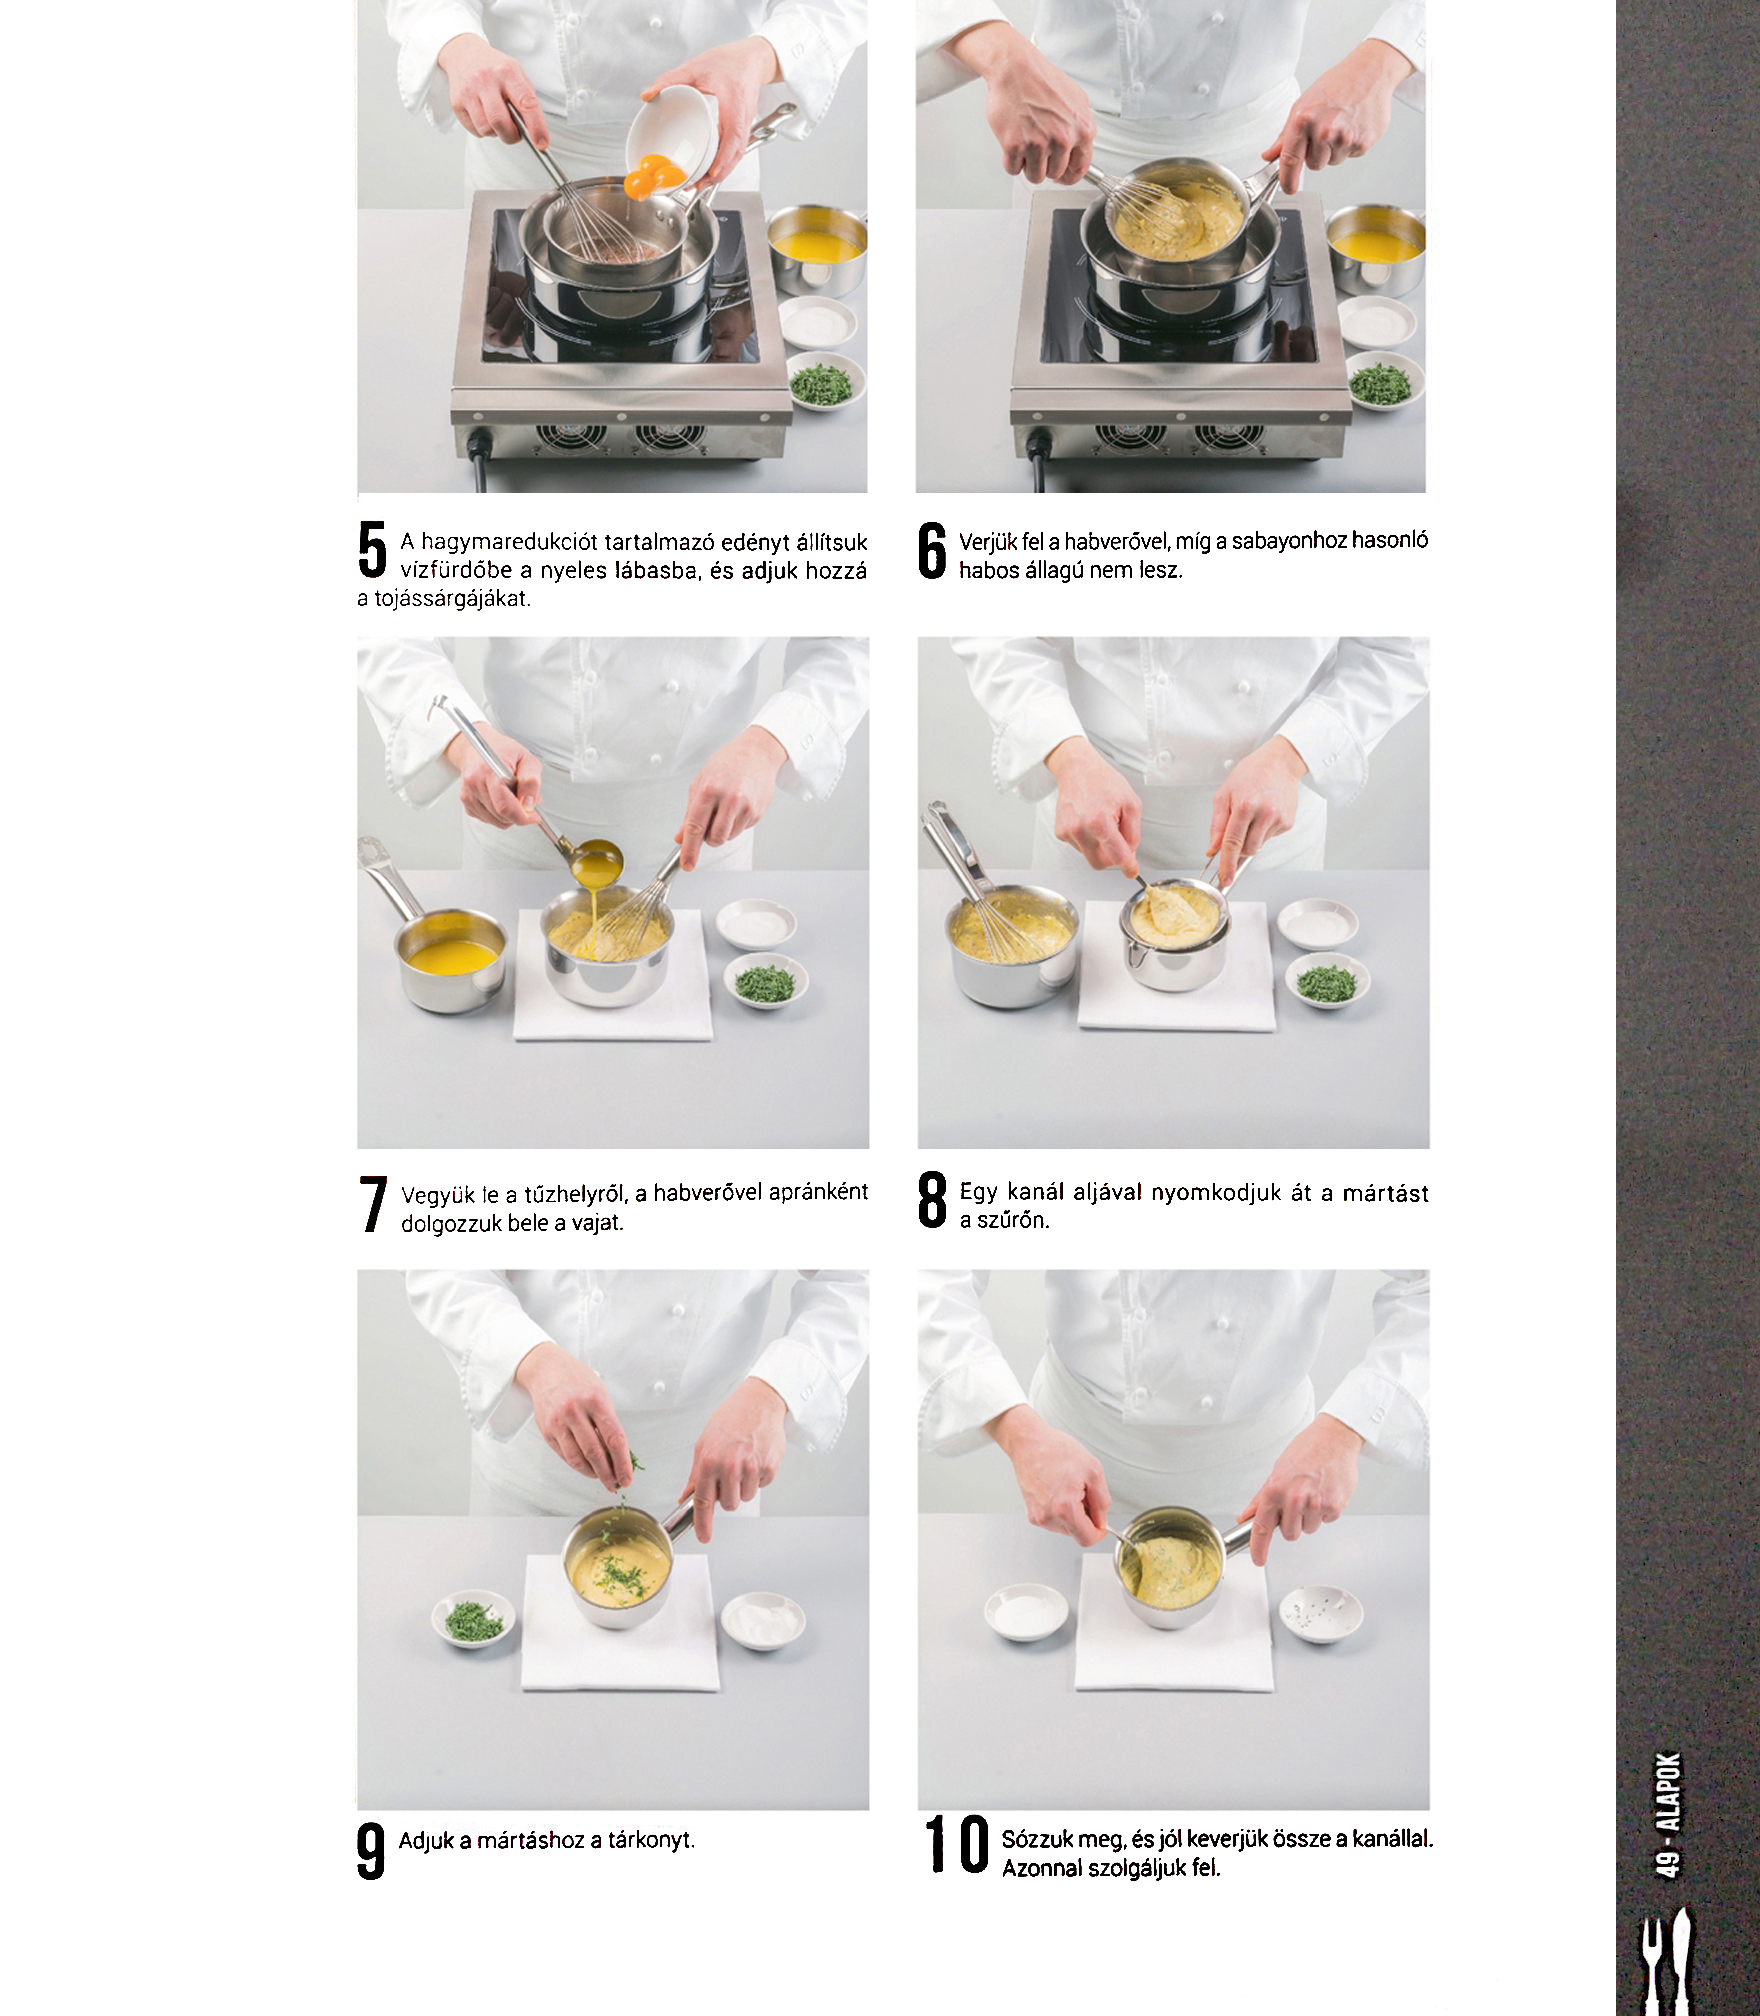 5 A hagymaredukciót tartalmazó edényt állítsuk
vízfürdőbe a nyeles lábasba, és adjuk hozzá
a tojássárgájákat.
6 Verjük fel a habverővel, míg a sabayonhoz hasonló
habos állagú nem lesz.
7 Vegyük le a tűzhelyről, a habverővel apránként
dolgozzuk bele a vajat.
8 Egy kanál aljával nyomkodjuk át a mártást
a szűrőn.
9 Adjuk a mártáshoz a tárkonyt.
10 Sózzuk meg, és jól keverjük össze a kanállal.
Azonnal szolgáljuk fel.
49 - ALAPOK